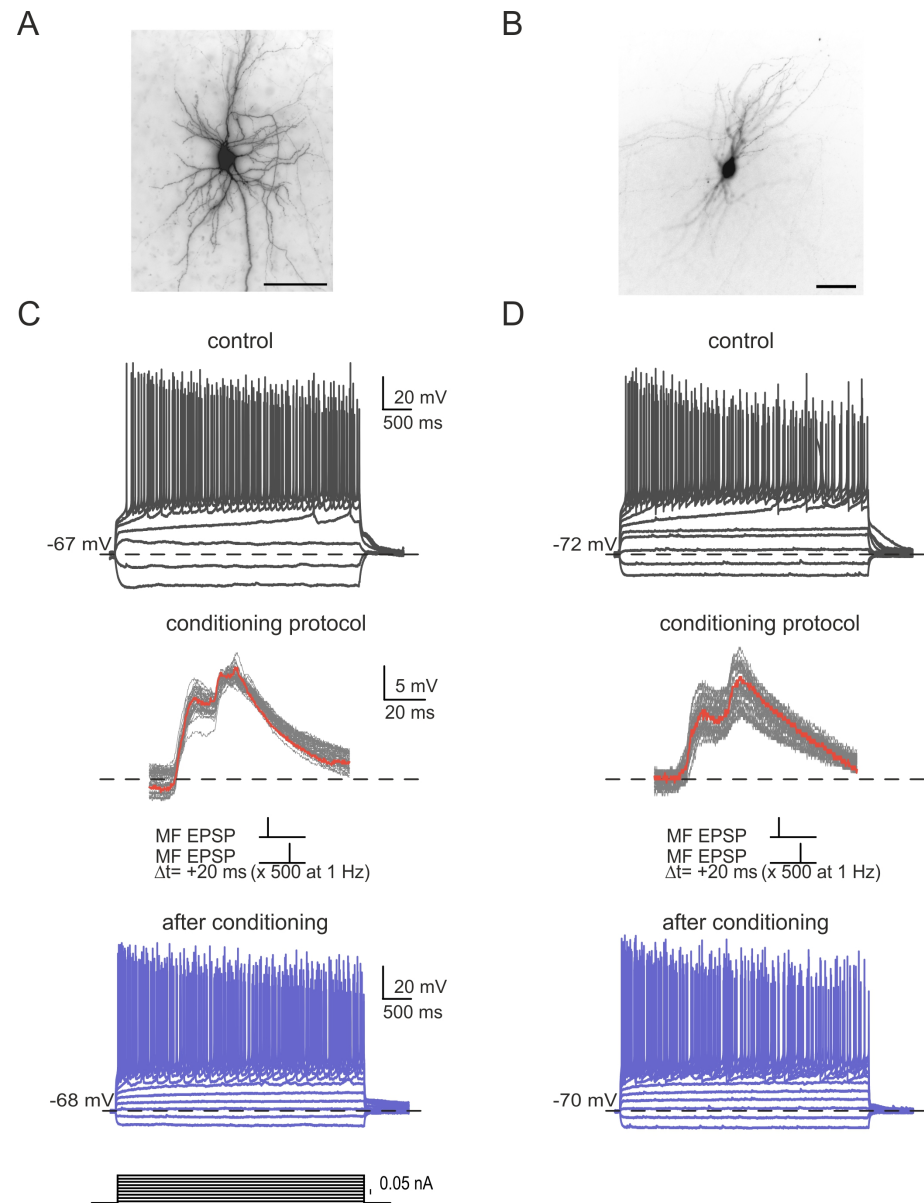 A
B
C
D
control
control
20 mV
500 ms
-67 mV
-72 mV
conditioning protocol
conditioning protocol
5 mV
20 ms
MF EPSP
MF EPSP
Δt= +20 ms (x 500 at 1 Hz)
MF EPSP
MF EPSP
Δt= +20 ms (x 500 at 1 Hz)
after conditioning
after conditioning
20 mV
500 ms
-68 mV
-70 mV
0.05 nA